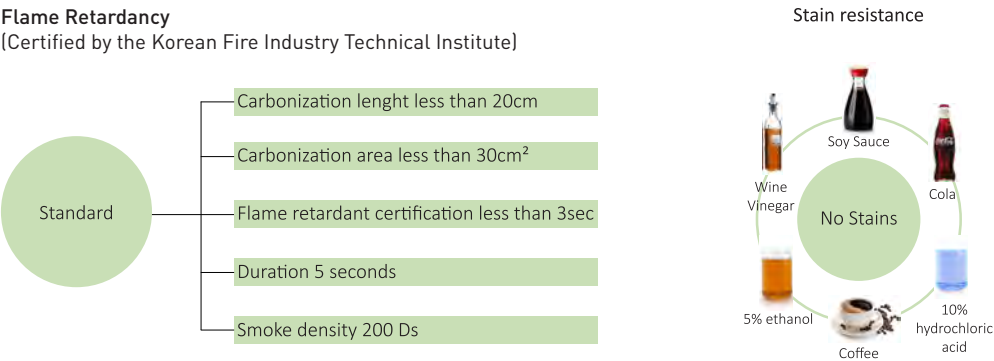 Flame Retardancy
(Certified by the Korean Fire Industry Technical Institute)
Standard
Carbonization lenght less than 20cm
Carbonization area less than 30cm²
Flame retardant certification less than 3sec
Duration 5 seconds
Smoke density 200 Ds
Stain resistance
Soy Sauce
Wine
Vinegar
Cola
No Stains
5% ethanol
10%
hydrochloric
acid
Coffee